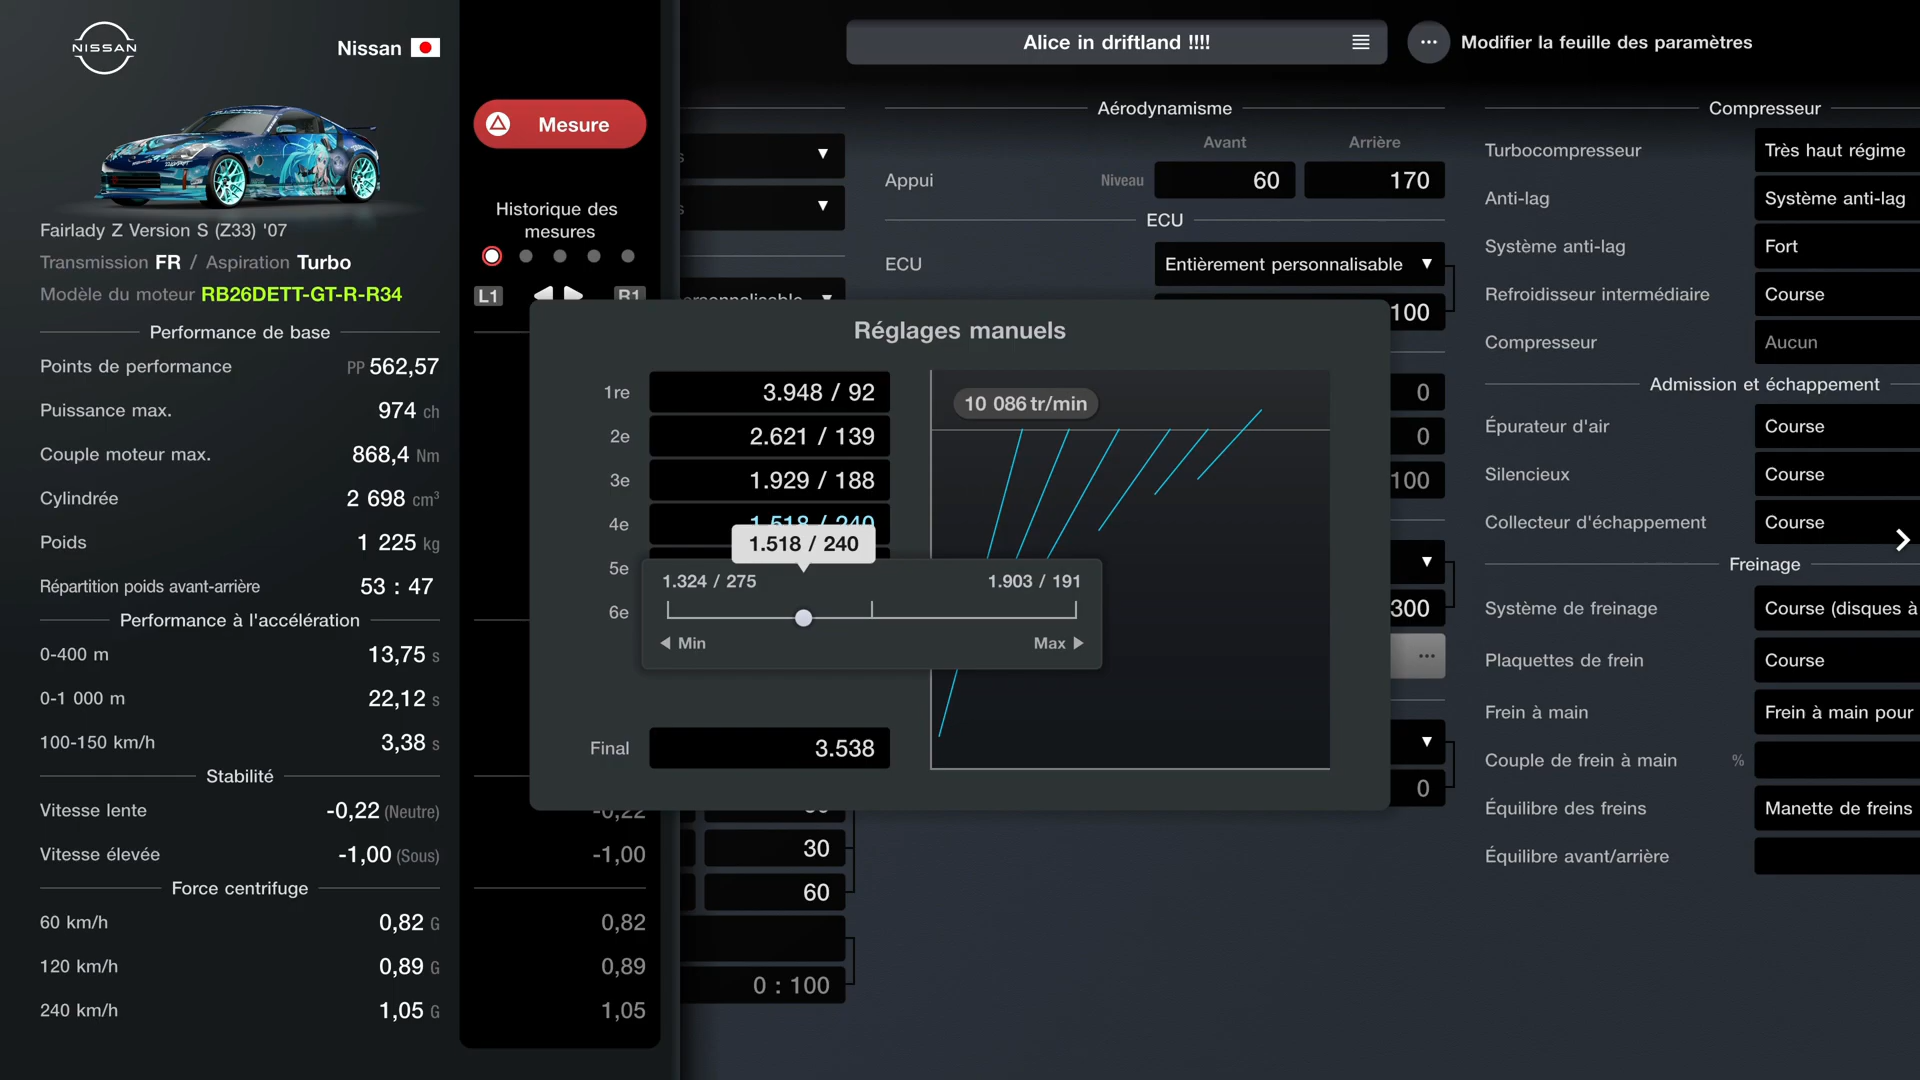 NISSAN
Nissan
Fairlady Z Version S (Z33) '07
Transmission FR / Aspiration Turbo
Modèle du moteur RB26DETT-GT-R-R34
Performance de base
Points de performance PP 562,57
Puissance max. 974 ch
Couple moteur max. 868,4 Nm
Cylindrée 2 698 cm³
Poids 1 225 kg
Répartition poids avant-arrière 53 : 47
Performance à l'accélération
0-400 m 13,75 s
0-1 000 m 22,12 s
100-150 km/h 3,38 s
Stabilité
Vitesse lente -0,22 (Neutre)
Vitesse élevée -1,00 (Sous)
Force centrifuge
60 km/h 0,82 G
120 km/h 0,89 G
240 km/h 1,05 G
Mesure
Historique des
mesures
L1 R1
-0,22
-1,00
0,82
0,89
1,05
Alice in driftland !!!!
Modifier la feuille des paramètres
Aérodynamisme
Avant Arrière
Appui Niveau 60 170
ECU
ECU Entièrement personnalisable
100
0
0
100
300
0
30
60
0 : 100
Réglages manuels
1re 3.948 / 92
2e 2.621 / 139
3e 1.929 / 188
4e 1.518 / 240
1.518 / 240
5e
1.324 / 275 1.903 / 191
6e
Min Max
Final 3.538
10 086 tr/min
Compresseur
Turbocompresseur Très haut régime
Anti-lag Système anti-lag
Système anti-lag Fort
Refroidisseur intermédiaire Course
Compresseur Aucun
Admission et échappement
Épurateur d'air Course
Silencieux Course
Collecteur d'échappement Course
Freinage
Système de freinage Course (disques à
Plaquettes de frein Course
Frein à main Frein à main pour
Couple de frein à main %
Équilibre des freins Manette de freins
Équilibre avant/arrière